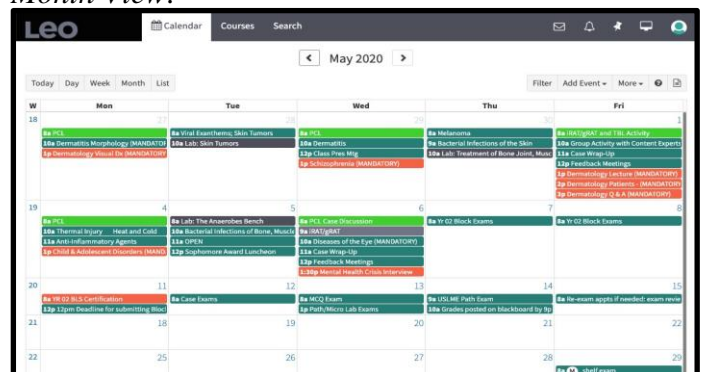 Month View:
Leo Calendar Courses Search
May 2020
Today Day Week Month List Filter Add Event More
W Mon Tue Wed Thu Fri
18 27 28 29 30 1
8a PCL
10a Dermatitis Morphology (MANDATOR
1p Dermatology Visual Dx (MANDATORY
8a Viral Exanthems; Skin Tumors
10a Lab: Skin Tumors
8a PCL
10a Dermatitis
12p Class Pres Mtg
1p Schizophrenia (MANDATORY)
8a Melanoma
9a Bacterial Infections of the Skin
10a Lab: Treatment of Bone Joint, Musc
8a IRAT/gRAT and TBL Activity
10a Group Activity with Content Experts
11a Case Wrap-Up
12p Feedback Meetings
1p Dermatology Lecture (MANDATORY)
2p Dermatology Patients - (MANDATORY)
3p Dermatology Q & A (MANDATORY)
19 4 5 6 7 8
8a PCL
10a Thermal Injury Heat and Cold
11a Anti-inflammatory Agents
1p Child & Adolescent Disorders (MAND
8a Lab: The Anaerobes Bench
10a Bacterial Infections of Bone, Muscle
11a OPEN
12p Sophomore Award Luncheon
8a PCL Case Discussion
9a IRAT/gRAT
10a Diseases of the Eye (MANDATORY)
11a Case Wrap-Up
12p Feedback Meetings
1:30p Mental Health Crisis Interview
8a Yr 02 Block Exams
8a Yr 02 Block Exams
20 11 12 13 14 15
8a YR 02 BLS Certification
12p 12pm Deadline for submitting Bloc
8a Case Exams
8a MCQ Exam
1p Path/Micro Lab Exams
9a USLME Path Exam
10a Grades posted on blackboard by 9p
8a Re-exam appts if needed: exam revie
21 18 19 20 21 22
22 25 26 27 28 29
8a M shelf exam